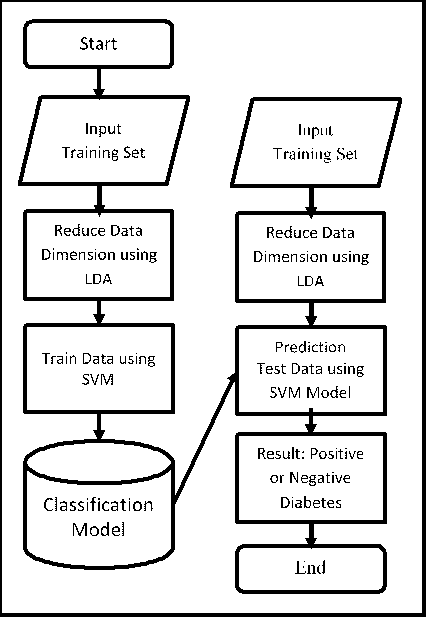 Start
Input
Training Set
Reduce Data
Dimension using
LDA
Train Data using
SVM
Classification
Model
Input
Training Set
Reduce Data
Dimension using
LDA
Prediction
Test Data using
SVM Model
Result: Positive
or Negative
Diabetes
End